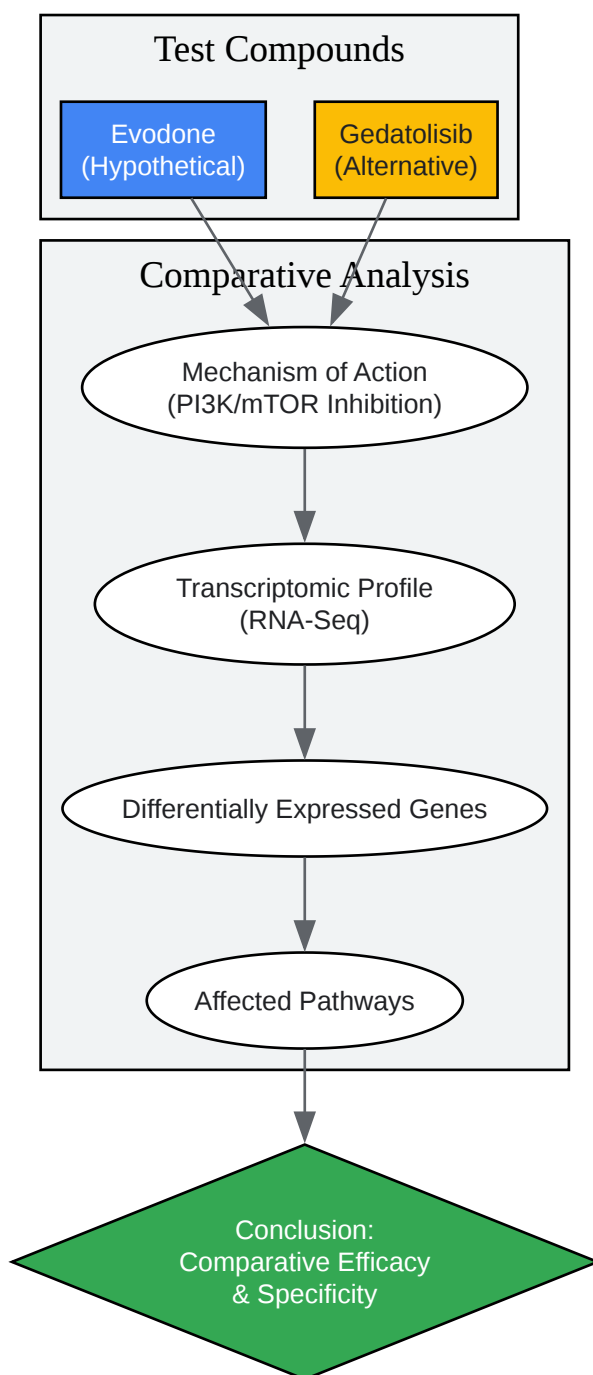 Test Compounds
Evodone
(Hypothetical)
Gedatolisib
(Alternative)
Comparative Analysis
Mechanism of Action
(PI3K/mTOR Inhibition)
Transcriptomic Profile
(RNA-Seq)
Differentially Expressed Genes
Affected Pathways
Conclusion:
Comparative Efficacy
& Specificity